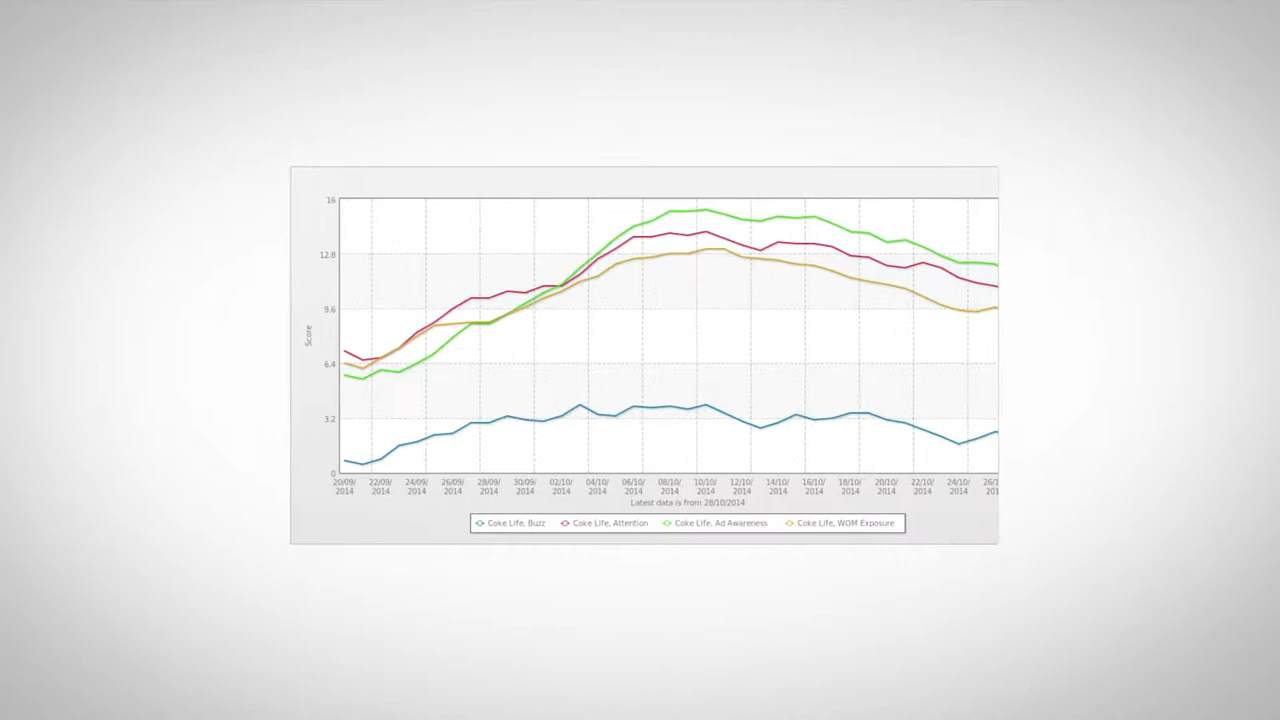 16
12.8
9.6
6.4
3.2
0
Score
20/09/ 22/09/ 24/09/ 26/09/ 28/09/ 30/09/ 02/10/ 04/10/ 06/10/ 08/10/ 10/10/ 12/10/ 14/10/ 16/10/ 18/10/ 20/10/ 22/10/ 24/10/ 26/1
2014 2014 2014 2014 2014 2014 2014 2014 2014 2014 2014 2014 2014 2014 2014 2014 2014 2014 201
Latest data is from 28/10/2014
Coke Life, Buzz Coke Life, Attention Coke Life, Ad Awareness Coke Life, WOM Exposure